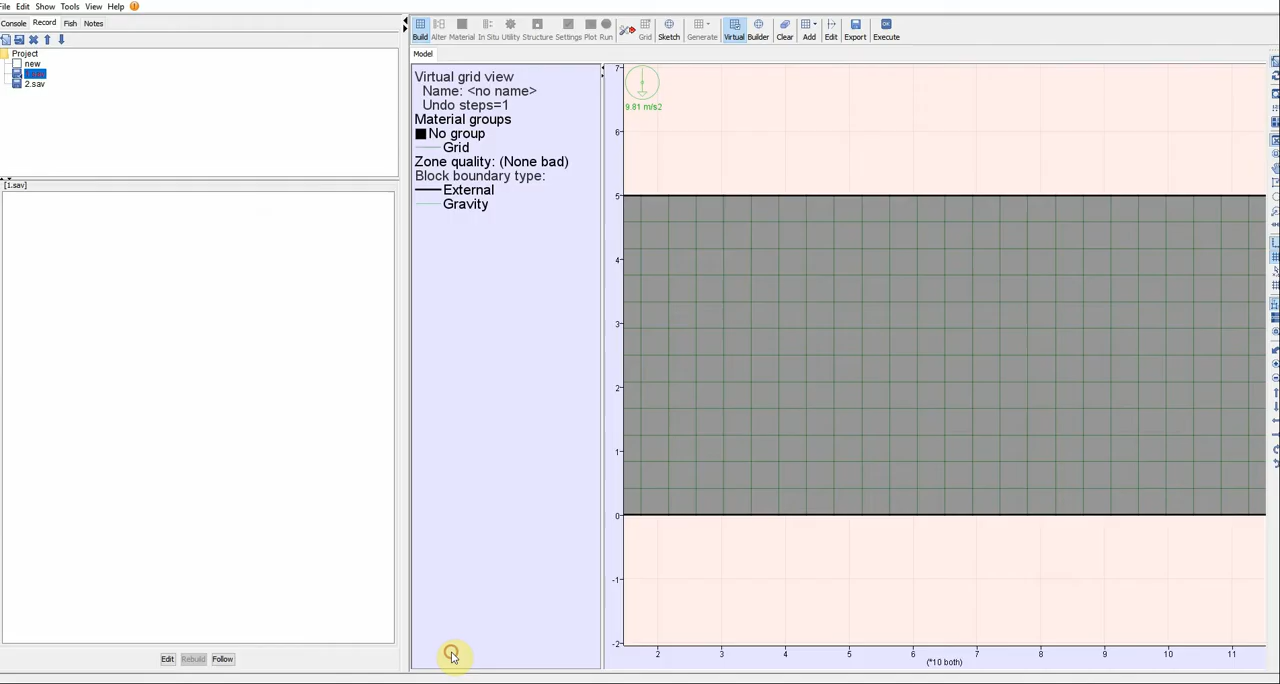 File Edit Show Tools View Help
Console Record Fish Notes
Project
new
2.sav
[1.sav]
Edit Rebuild Follow
Build Alter Material In Situ Utility Structure Settings Plot Run Grid Sketch Generate Virtual Builder Clear Add Edit Export Execute
Model
Virtual grid view
Name: <no name>
Undo steps=1
Material groups
No group
Grid
Zone quality: (None bad)
Block boundary type:
External
Gravity
9.81 m/s2
7
6
5
4
3
2
1
0
-1
-2
2 3 4 5 6 7 8 9 10 11
(*10 both)